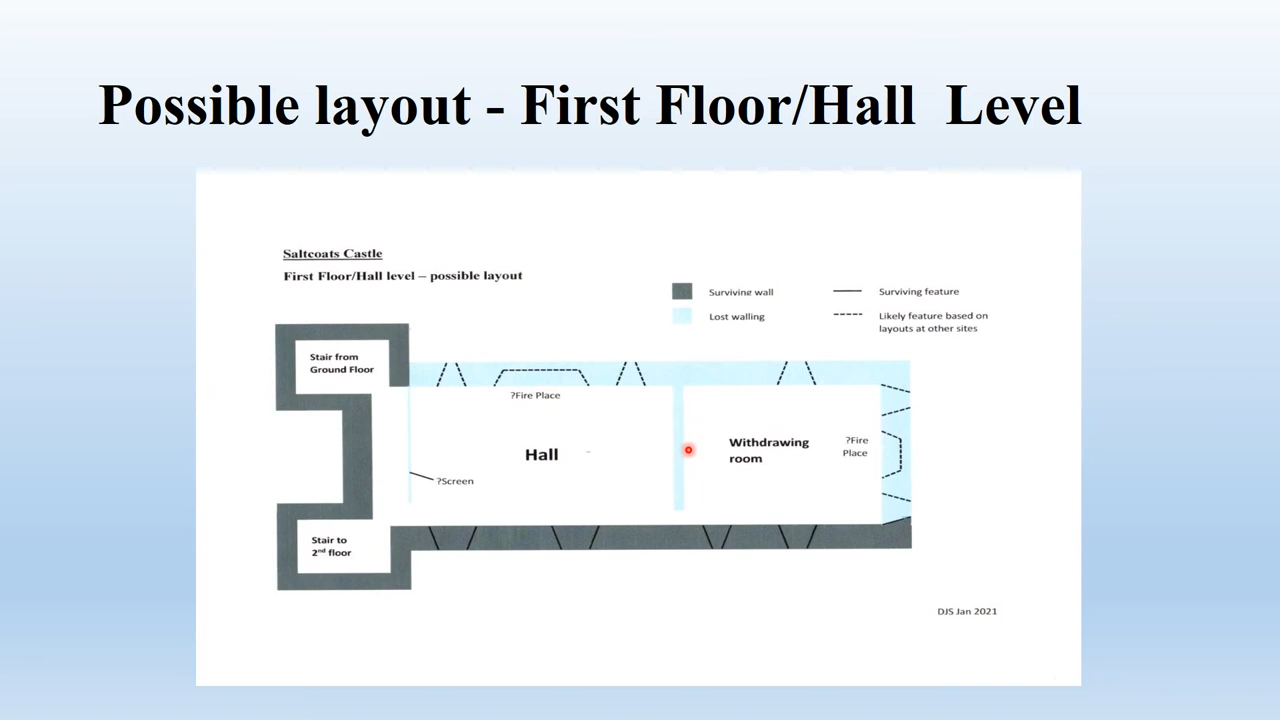 Possible layout - First Floor/Hall  Level
Saltcoats Castle
First Floor/Hall level – possible layout
Surviving wall
Surviving feature
Lost walling
Likely feature based on
layouts at other sites
Stair from
Ground Floor
?Fire Place
Hall
Withdrawing
room
?Fire
Place
?Screen
Stair to
2nd floor
DJS Jan 2021